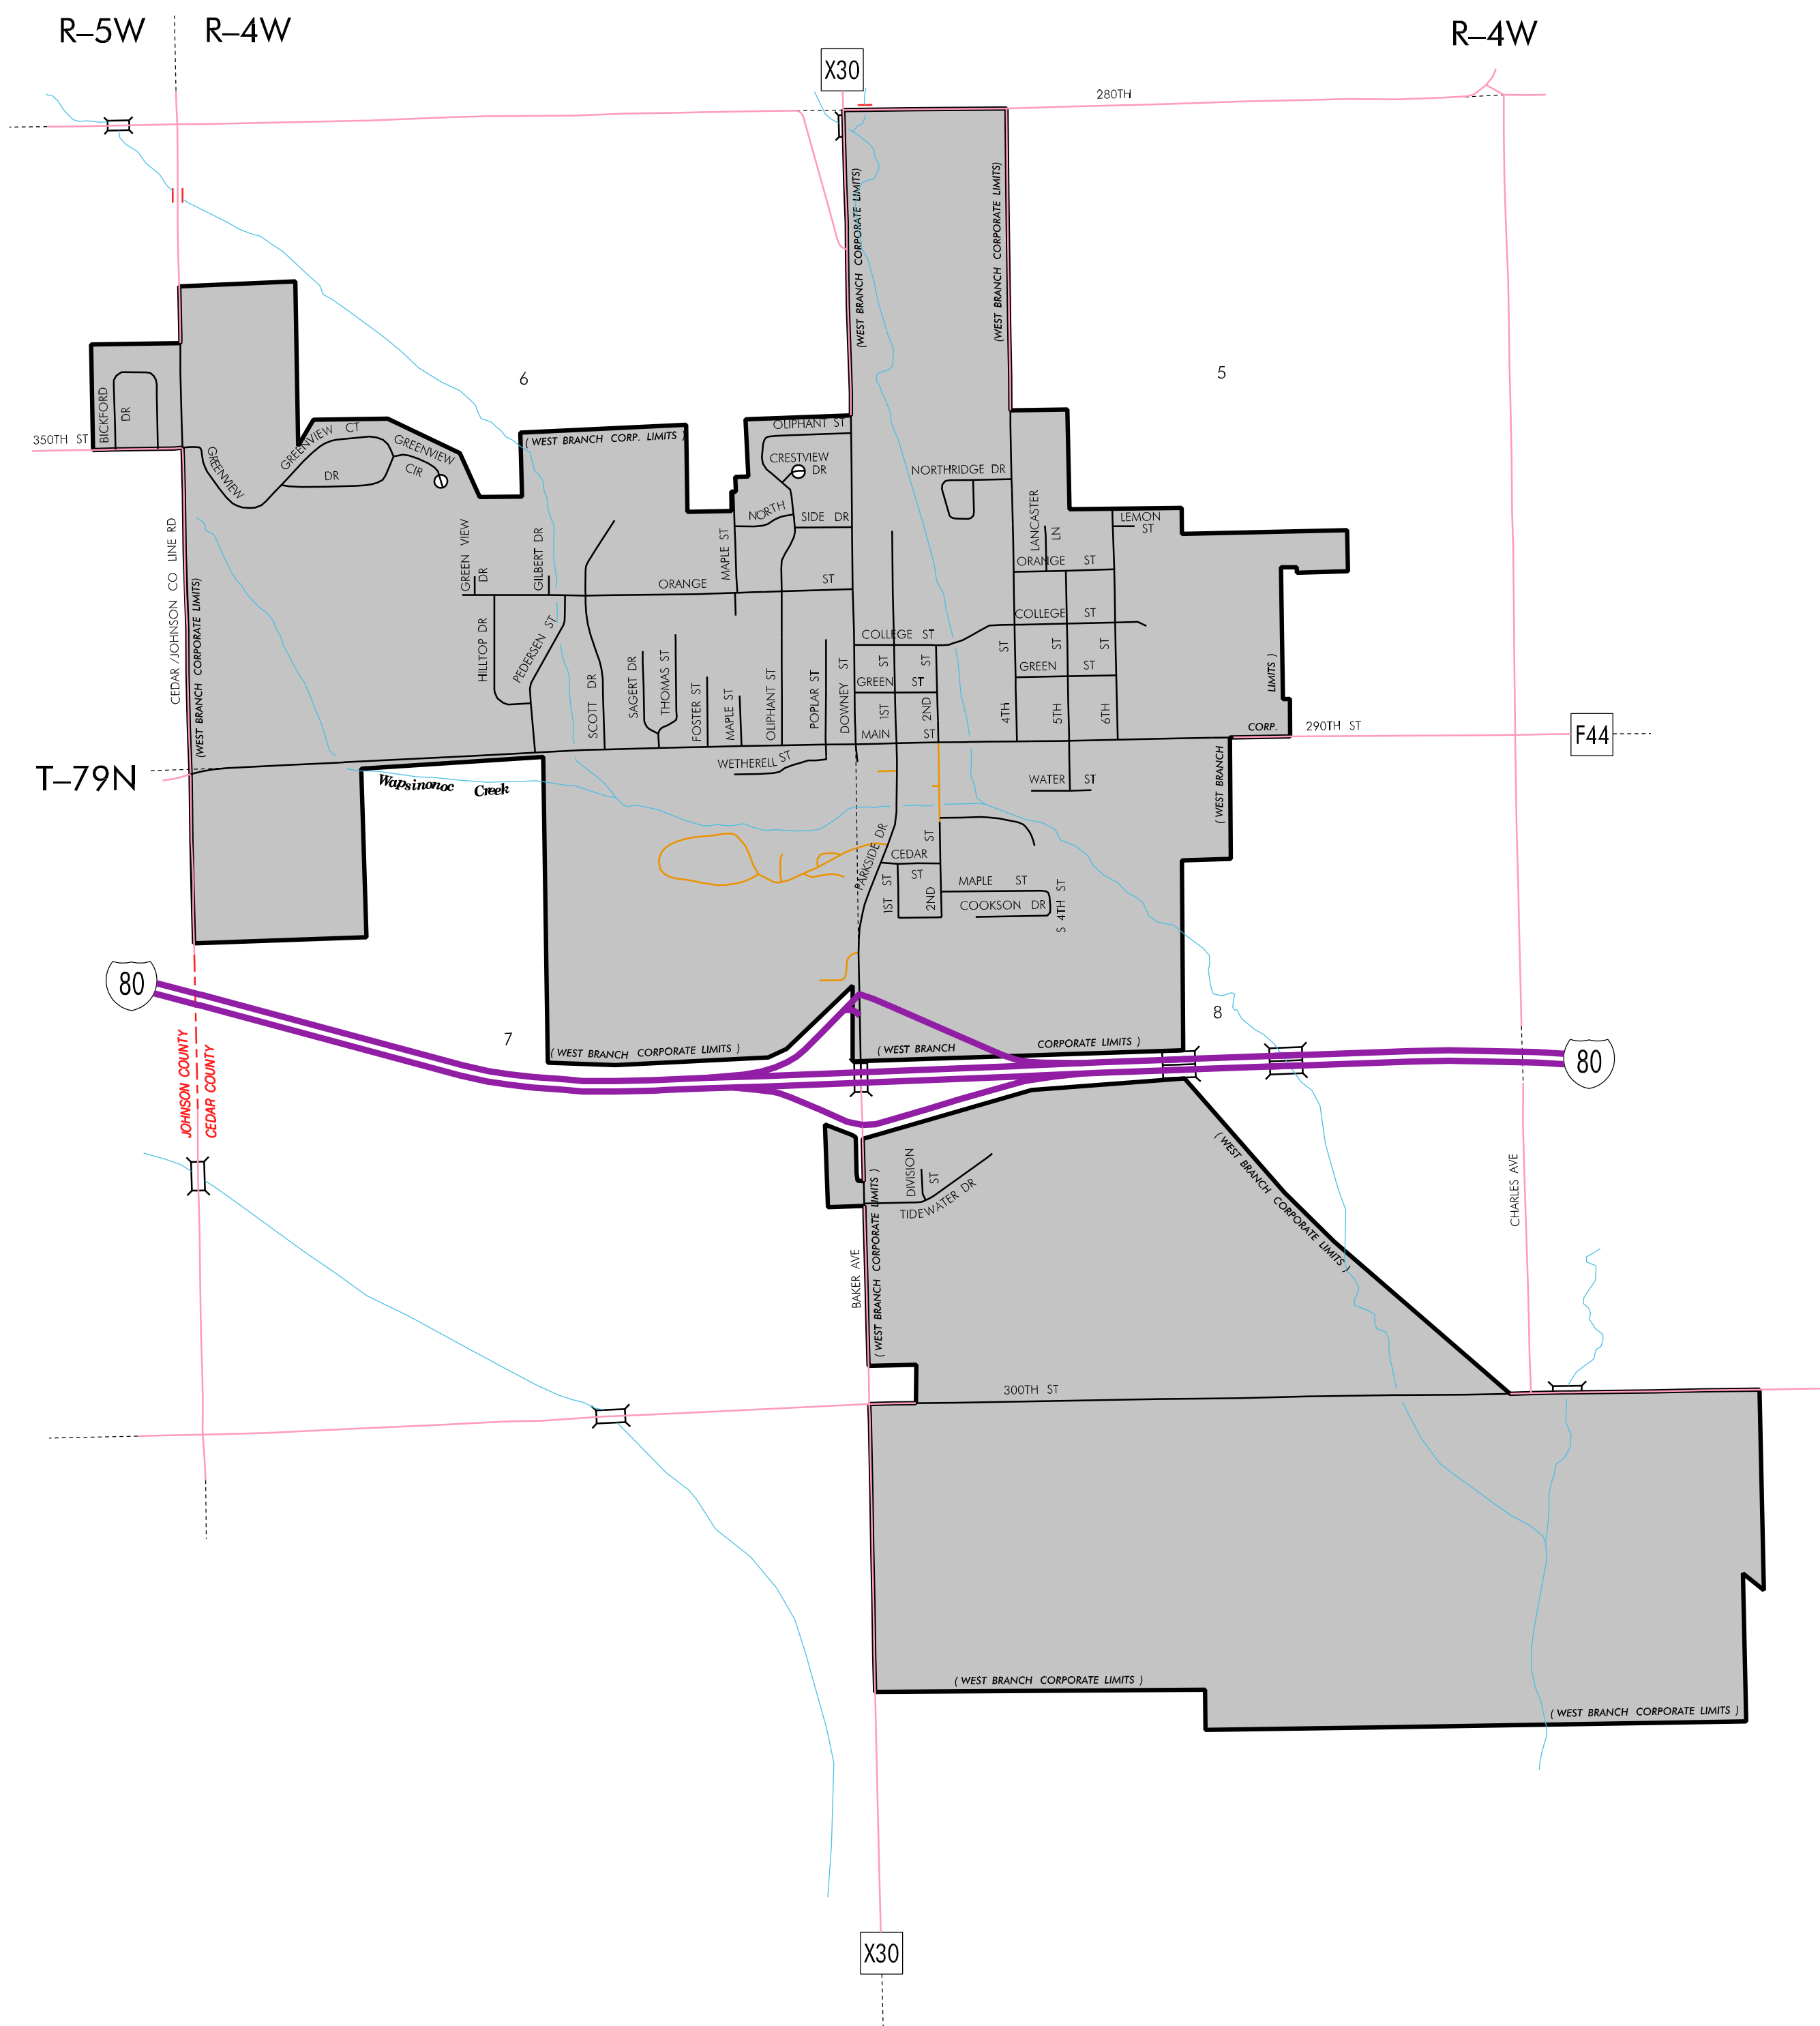 R–5W
R–4W
R–4W
X30
280TH
(WEST BRANCH CORPORATE LIMITS)
(WEST BRANCH CORPORATE LIMITS)
6
5
BICKFORD
DR
350TH ST
GREENVIEW
GREENVIEW CT
DR
GREENVIEW
CIR
( WEST BRANCH CORP. LIMITS )
OLIPHANT ST
CRESTVIEW
DR
NORTH
SIDE DR
NORTHRIDGE DR
LANCASTER
LN
LEMON
ST
CEDAR /JOHNSON CO LINE RD
(WEST BRANCH CORPORATE LIMITS)
GREEN VIEW
DR
GILBERT DR
MAPLE ST
ORANGE
ST
ORANGE ST
HILLTOP DR
PEDERSEN ST
SCOTT DR
SAGERT DR
THOMAS ST
FOSTER ST
MAPLE ST
OLIPHANT ST
POPLAR ST
DOWNEY ST
COLLEGE ST
COLLEGE ST
GREEN ST
GREEN ST
1ST ST
2ND ST
4TH ST
5TH ST
6TH ST
MAIN ST
LIMITS )
CORP.
290TH ST
F44
( WEST BRANCH
T–79N
Wapsinonoc Creek
WETHERELL ST
WATER ST
PARKSIDE DR
CEDAR
ST
1ST ST
2ND ST
MAPLE ST
COOKSON DR
S 4TH ST
80
7
8
( WEST BRANCH CORPORATE LIMITS )
( WEST BRANCH CORPORATE LIMITS )
80
JOHNSON COUNTY
CEDAR COUNTY
DIVISION
ST
TIDEWATER DR
( WEST BRANCH CORPORATE LIMITS )
( WEST BRANCH CORPORATE LIMITS )
CHARLES AVE
BAKER AVE
300TH ST
( WEST BRANCH CORPORATE LIMITS )
( WEST BRANCH CORPORATE LIMITS )
X30